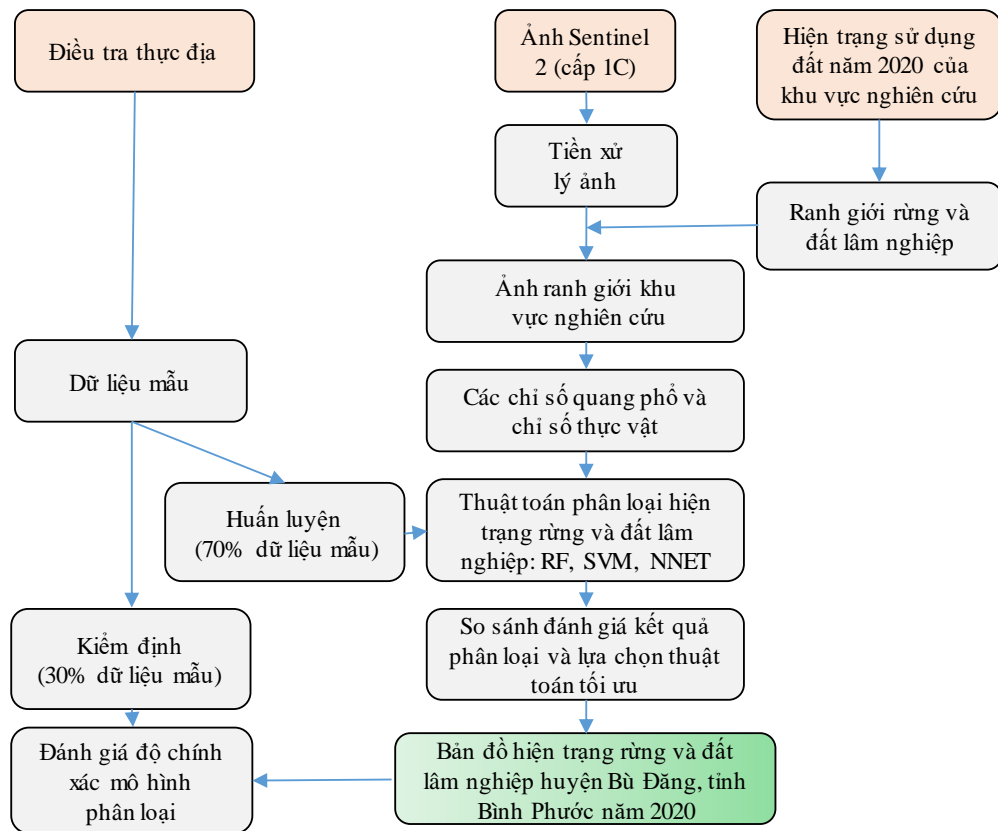 Điều tra thực địa
Ảnh Sentinel
2 (cấp 1C)
Hiện trạng sử dụng
đất năm 2020 của
khu vực nghiên cứu
Tiền xử
lý ảnh
Ranh giới rừng và
đất lâm nghiệp
Ảnh ranh giới khu
vực nghiên cứu
Dữ liệu mẫu
Các chỉ số quang phổ và
chỉ số thực vật
Huấn luyện
(70% dữ liệu mẫu)
Thuật toán phân loại hiện
trạng rừng và đất lâm
nghiệp: RF, SVM, NNET
Kiểm định
(30% dữ liệu mẫu)
So sánh đánh giá kết quả
phân loại và lựa chọn thuật
toán tối ưu
Đánh giá độ chính
xác mô hình
phân loại
Bản đồ hiện trạng rừng và đất
lâm nghiệp huyện Bù Đăng, tỉnh
Bình Phước năm 2020